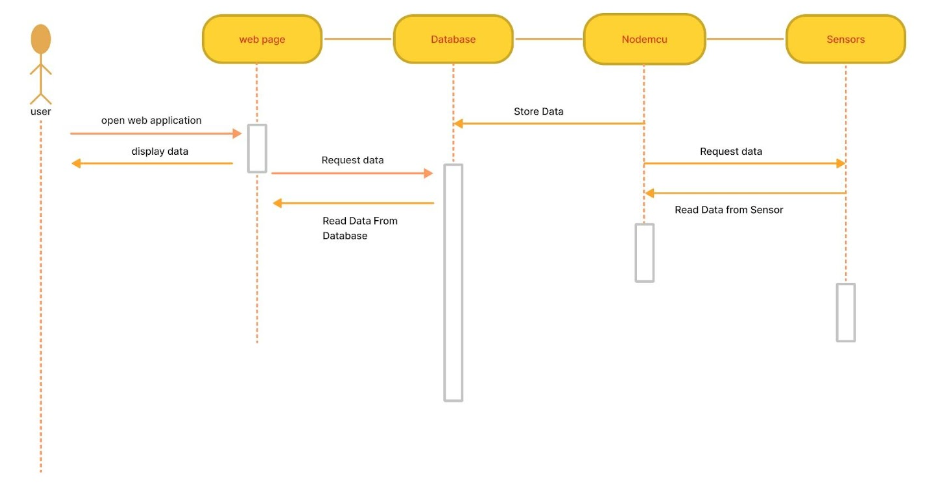 web page
Database
Nodemcu
Sensors
user
open web application
Store Data
display data
Request data
Request data
Read Data From
Database
Read Data from Sensor